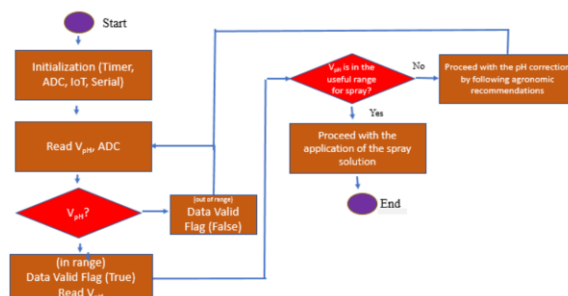 Start
Initialization (Timer,
ADC, IoT, Serial)
Read VpH, ADC
VpH?
(out of range)
Data Valid
Flag (False)
(in range)
Data Valid Flag (True)
Read
VpH is in the
useful range
for spray?
No
Proceed with the pH correction
by following agronomic
recommendations
Yes
Proceed with the
application of the spray
solution
End